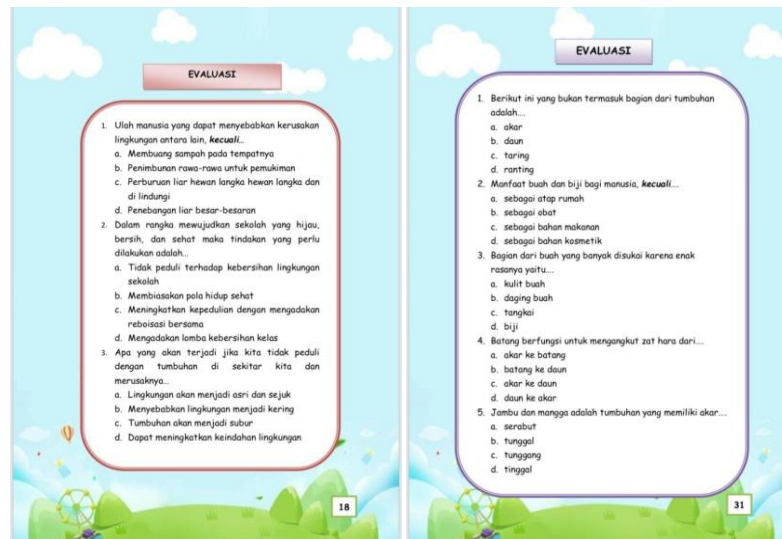 EVALUASI
1. Ulah manusia yang dapat menyebabkan kerusakan
lingkungan antara lain, kecuali...
a. Membuang sampah pada tempatnya
b. Penimbunan rawa-rawa untuk pemukiman
c. Perburuan liar hewan langka hewan langka dan
di lindungi
d. Penebangan liar besar-besaran
2. Dalam rangka mewujudkan sekolah yang hijau,
bersih, dan sehat maka tindakan yang perlu
dilakukan adalah...
a. Tidak peduli terhadap kebersihan lingkungan
sekolah
b. Membiasakan pola hidup sehat
c. Meningkatkan kepedulian dengan mengadakan
reboisasi bersama
d. Mengadakan lomba kebersihan kelas
3. Apa yang akan terjadi jika kita tidak peduli
dengan tumbuhan di sekitar kita dan
merusaknya...
a. Lingkungan akan menjadi asri dan sejuk
b. Menyebabkan lingkungan menjadi kering
c. Tumbuhan akan menjadi subur
d. Dapat meningkatkan keindahan lingkungan
18
EVALUASI
1. Berikut ini yang bukan termasuk bagian dari tumbuhan
adalah....
a. akar
b. daun
c. taring
d. ranting
2. Manfaat buah dan biji bagi manusia, kecuali....
a. sebagai atap rumah
b. sebagai obat
c. sebagai bahan makanan
d. sebagai bahan kosmetik
3. Bagian dari buah yang banyak disukai karena enak
rasanya yaitu....
a. kulit buah
b. daging buah
c. tangkai
d. biji
4. Batang berfungsi untuk mengangkut zat hara dari....
a. akar ke batang
b. batang ke daun
c. akar ke daun
d. daun ke akar
5. Jambu dan mangga adalah tumbuhan yang memiliki akar....
a. serabut
b. tunggal
c. tunggang
d. tinggal
31